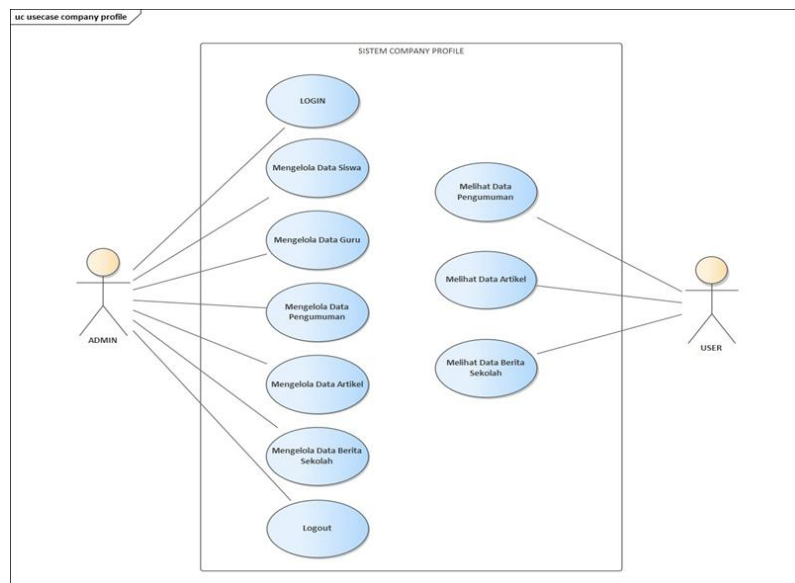 uc usecase company profile
SISTEM COMPANY PROFILE
LOGIN
Mengelola Data Siswa
Mengelola Data Guru
Mengelola Data
Pengumuman
Mengelola Data Artikel
Mengelola Data Berita
Sekolah
Logout
Melihat Data
Pengumuman
Melihat Data Artikel
Melihat Data Berita
Sekolah
ADMIN
USER